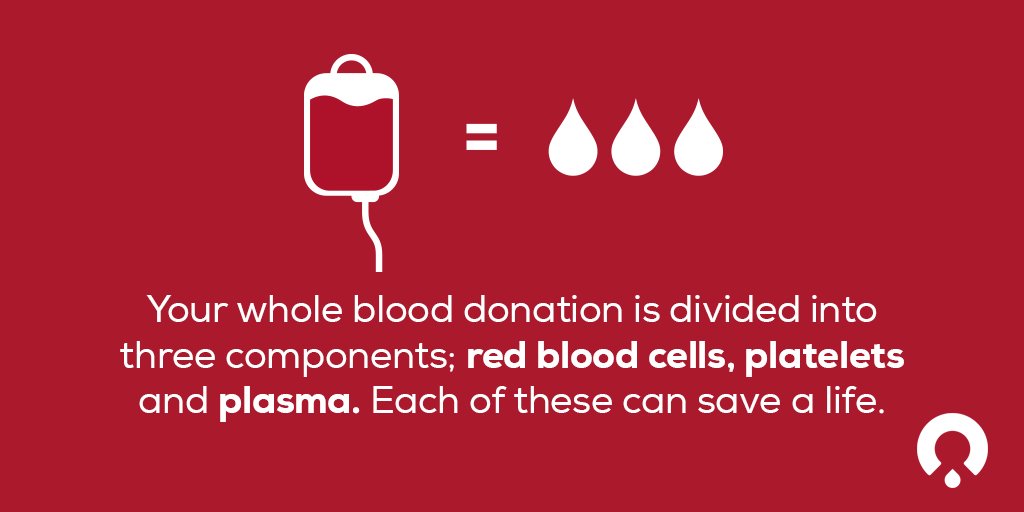 =
Your whole blood donation is divided into
three components; red blood cells, platelets
and plasma. Each of these can save a life.